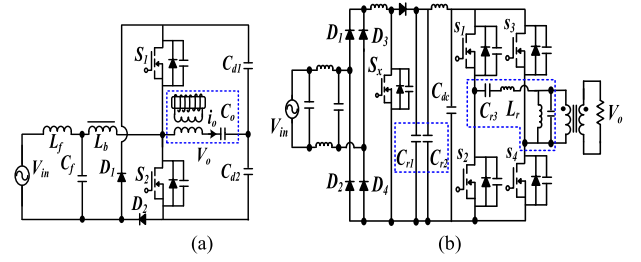 S1
Cd1
io
Co
Lf
Lb
Vin
Cf
D1
Vo
S2
D2
Cd2
(a)
D1
D3
Sx
s1
s3
Cdc
Cr3
Lr
Vin
Vo
Cr1
Cr2
s2
s4
D2
D4
(b)